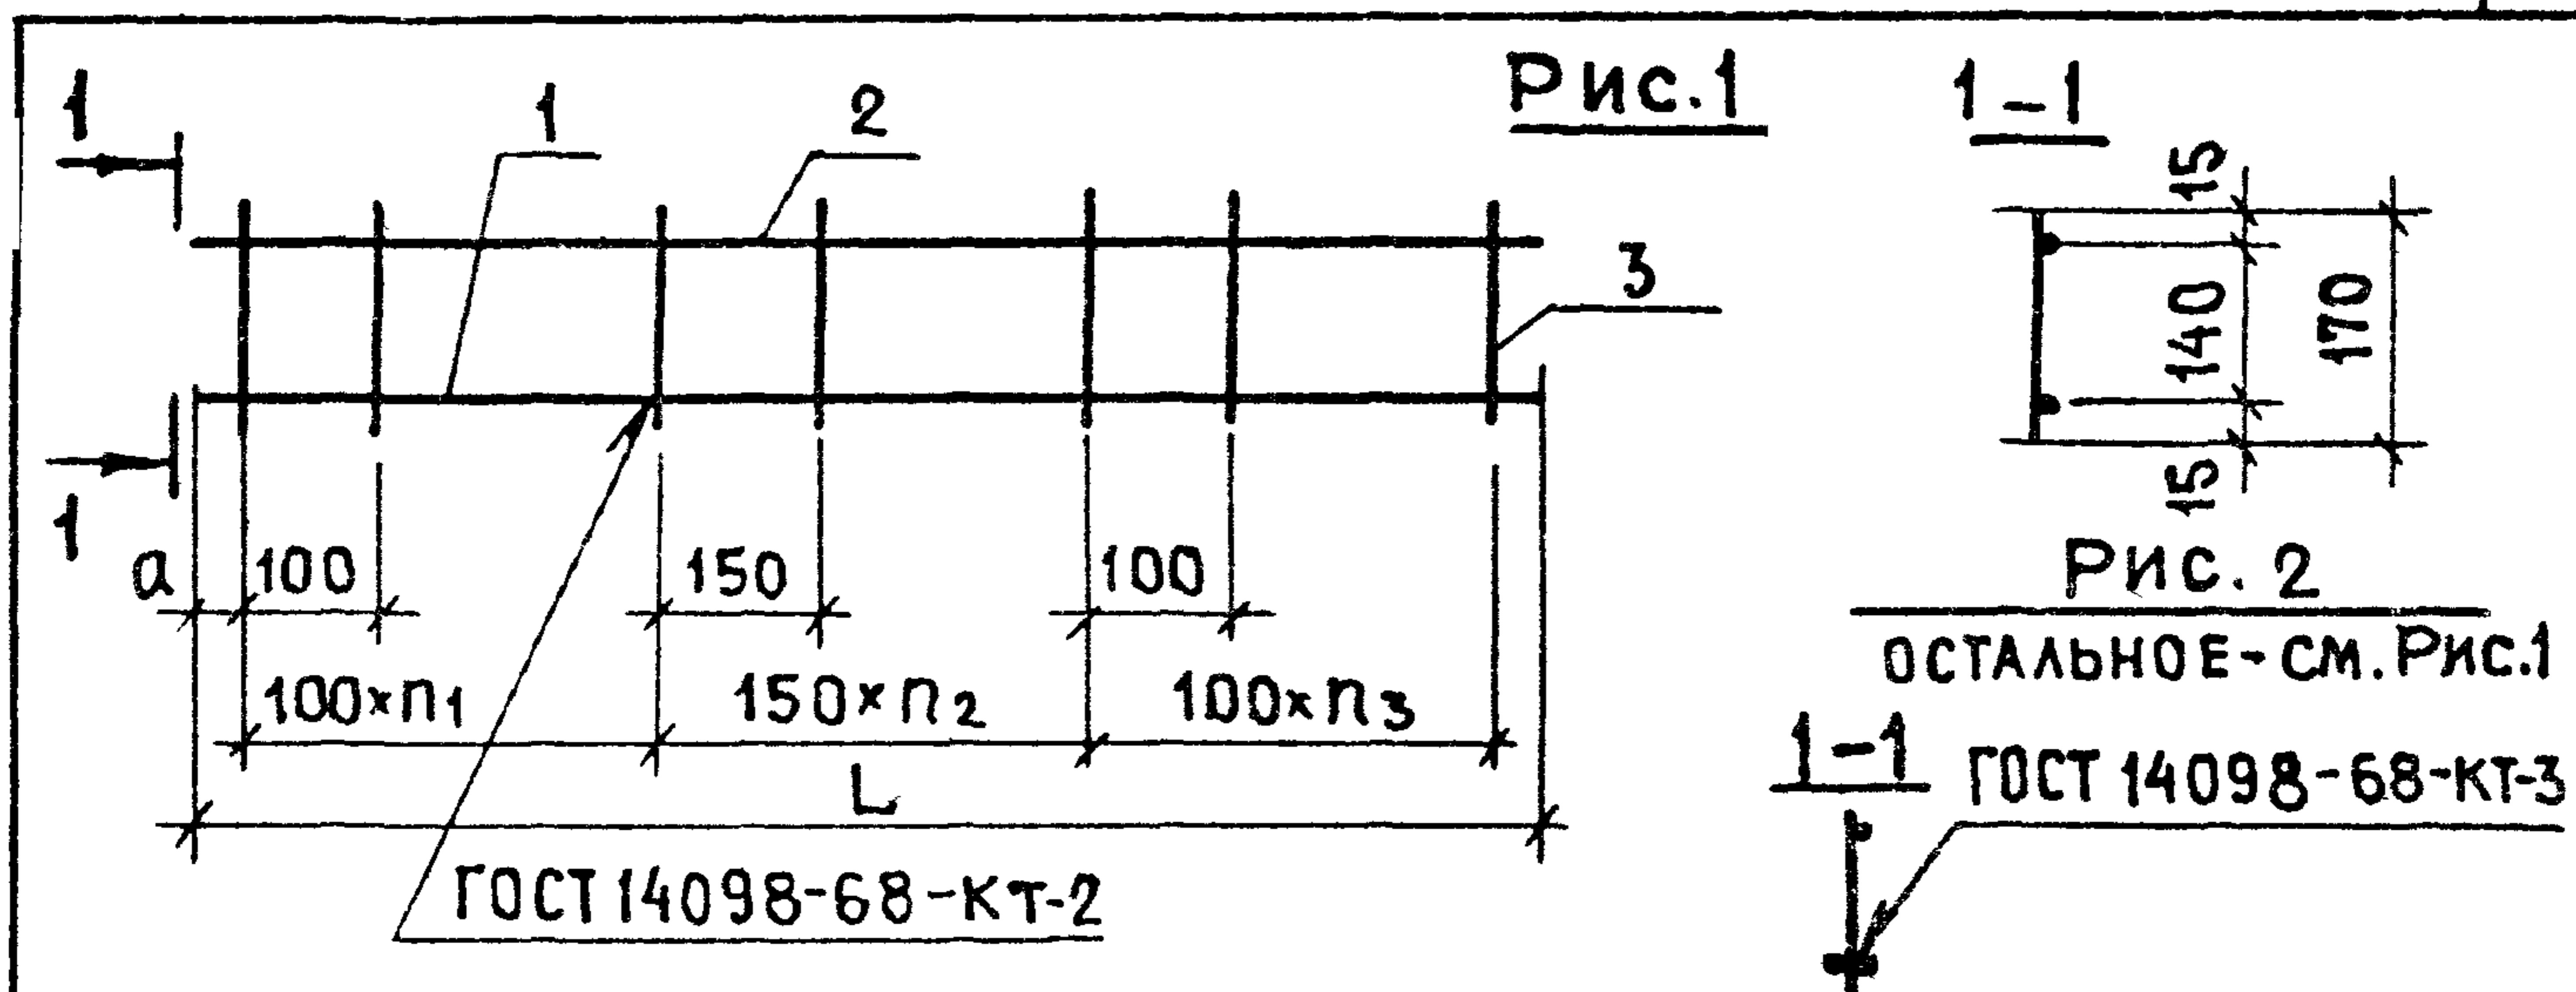 Рис.1
1
1
2
3
1
a
100
150
100
100×n1
150×n2
100×n3
L
ГОСТ 14098-68-КТ-2
1-1
15
140
170
15
Рис. 2
ОСТАЛЬНОЕ-СМ. Рис.1
1-1
ГОСТ 14098-68-КТ-3